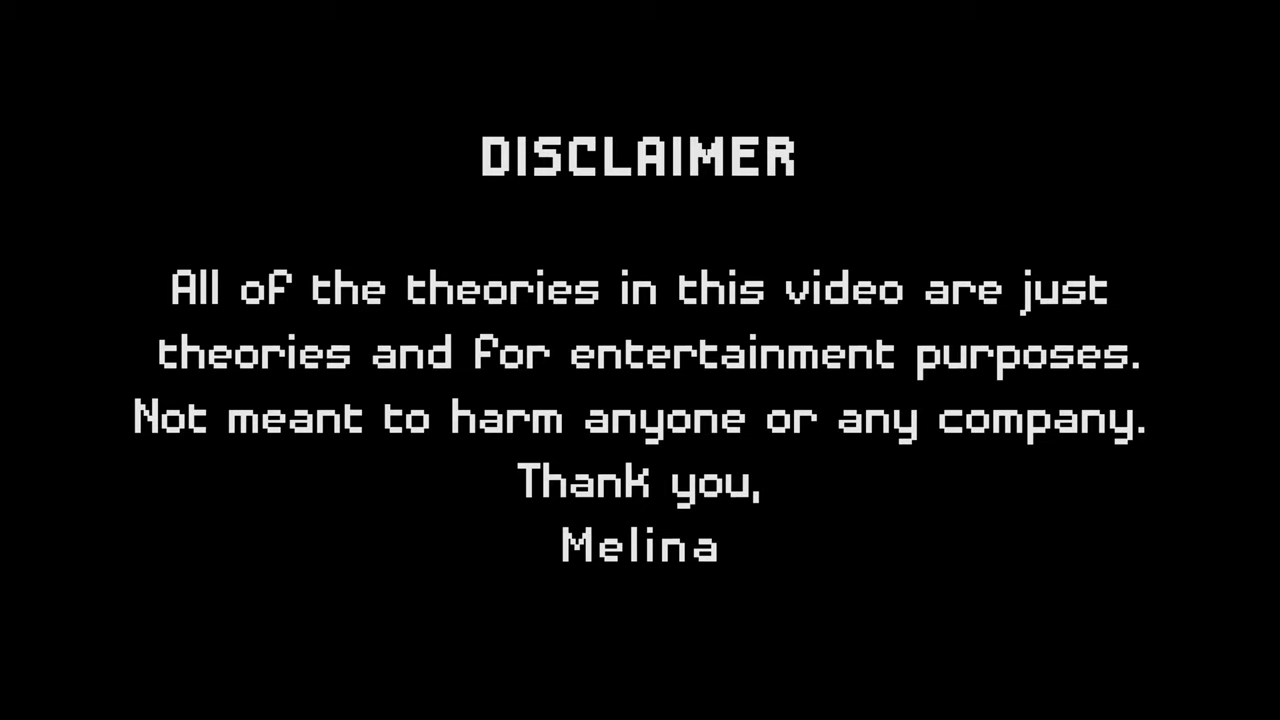 DISCLAIMER
All of the theories in this video are just
theories and for entertainment purposes.
Not meant to harm anyone or any company.
Thank you,
Melina